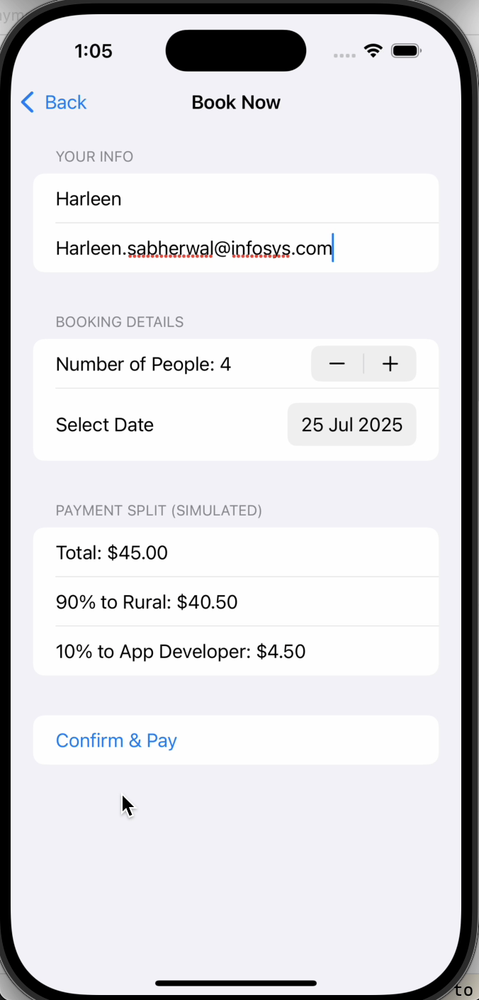 aym
1:05
Back
Book Now
YOUR INFO
Harleen
Harleen.sabherwal@infosys.com
BOOKING DETAILS
Number of People: 4
Select Date
25 Jul 2025
PAYMENT SPLIT (SIMULATED)
Total: $45.00
90% to Rural: $40.50
10% to App Developer: $4.50
Confirm & Pay
to